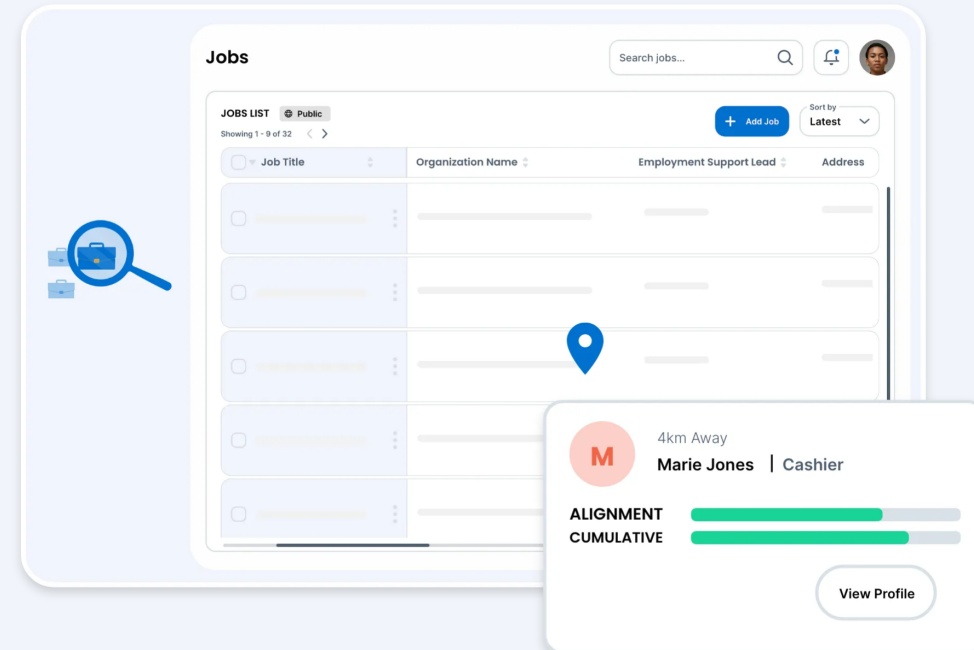 Jobs
Search jobs...
JOBS LIST
Public
Showing 1 - 9 of 32
Add Job
Sort by
Latest
Job Title
Organization Name
Employment Support Lead
Address
M
4km Away
Marie Jones | Cashier
ALIGNMENT
CUMULATIVE
View Profile